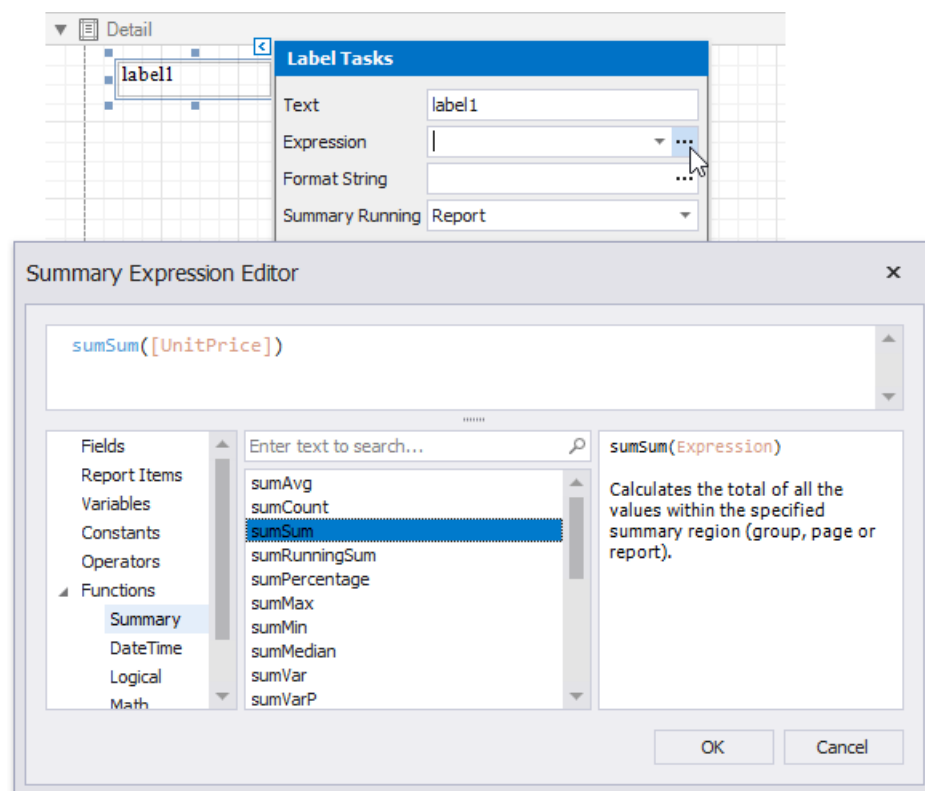 Detail
label1
Label Tasks
Text label1
Expression
Format String
Summary Running Report
Summary Expression Editor
sumSum([UnitPrice])
Fields
Report Items
Variables
Constants
Operators
Functions
Summary
DateTime
Logical
Math
Enter text to search...
sumAvg
sumCount
sumSum
sumRunningSum
sumPercentage
sumMax
sumMin
sumMedian
sumVar
sumVarP
sumSum(Expression)
Calculates the total of all the
values within the specified
summary region (group, page or
report).
OK Cancel